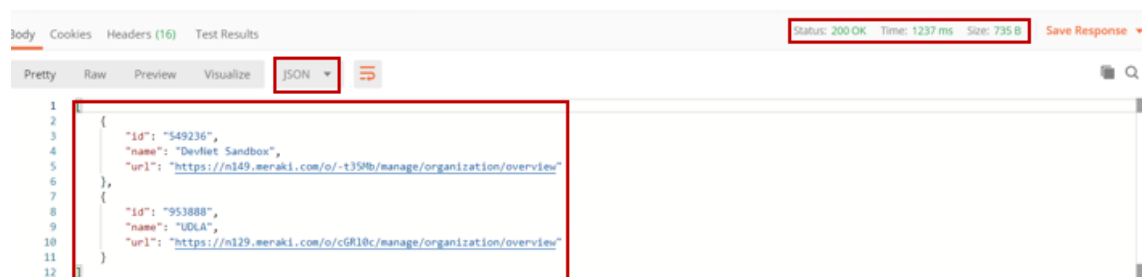 Body Cookies Headers (16) Test Results Status: 200 OK Time: 1237 ms Size: 735 B Save Response
Pretty Raw Preview Visualize JSON
1 [
2 {
3 "id": "549236",
4 "name": "DevNet Sandbox",
5 "url": "https://n149.meraki.com/o/-t35Mb/manage/organization/overview"
6 },
7 {
8 "id": "953888",
9 "name": "UDLA",
10 "url": "https://n129.meraki.com/o/cGRl0c/manage/organization/overview"
11 }
12 ]